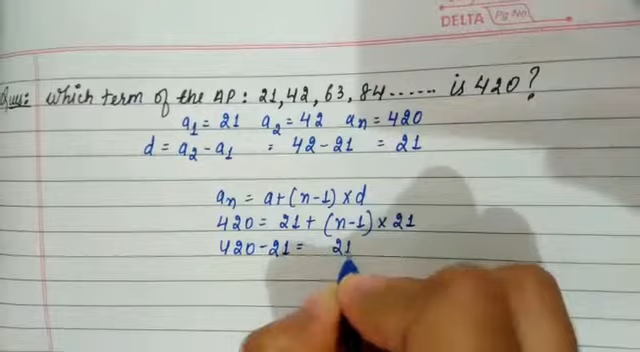 DELTA Pg No
Ques: Which term of the AP: 21, 42, 63, 84...... is 420?
a₁ = 21 a₂ = 42 aₙ = 420
d = a₂ - a₁ = 42 - 21 = 21
aₙ = a + (n-1) x d
420 = 21 + (n-1) x 21
420 - 21 = 21